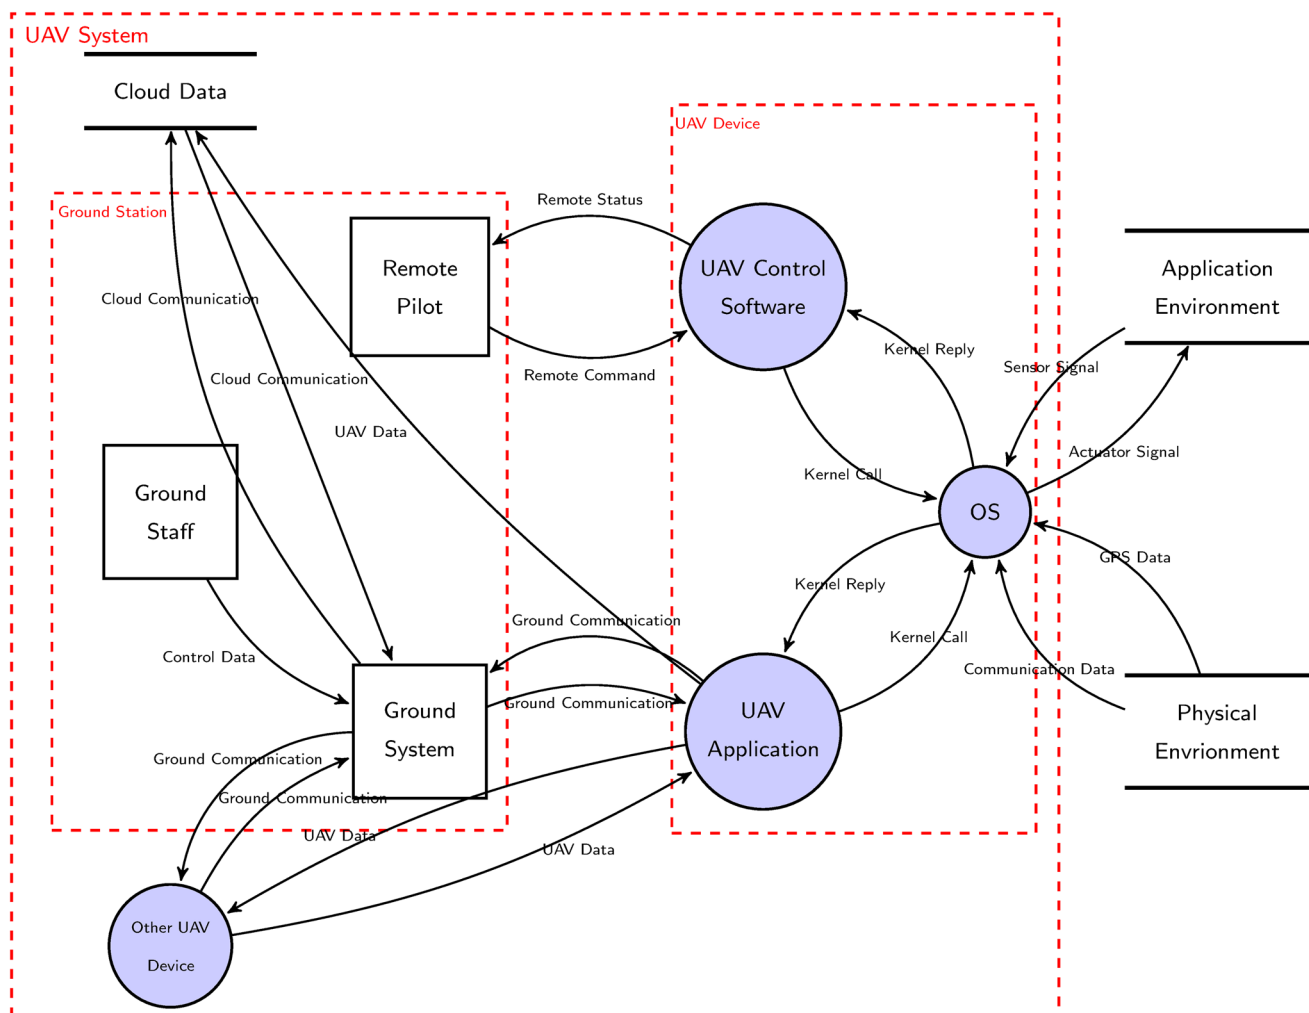 UAV System
Cloud Data
UAV Device
Ground Station
Remote Status
Remote
Pilot
UAV Control
Software
Application
Environment
Cloud Communication
Kernel Reply
Sensor Signal
Remote Command
Cloud Communication
UAV Data
Actuator Signal
Kernel Call
Ground
Staff
OS
GPS Data
Kernel Reply
Ground Communication
Kernel Call
Control Data
Communication Data
Ground Communication
Ground
System
UAV
Application
Physical
Envrionment
Ground Communication
Ground Communication
UAV Data
UAV Data
Other UAV
Device